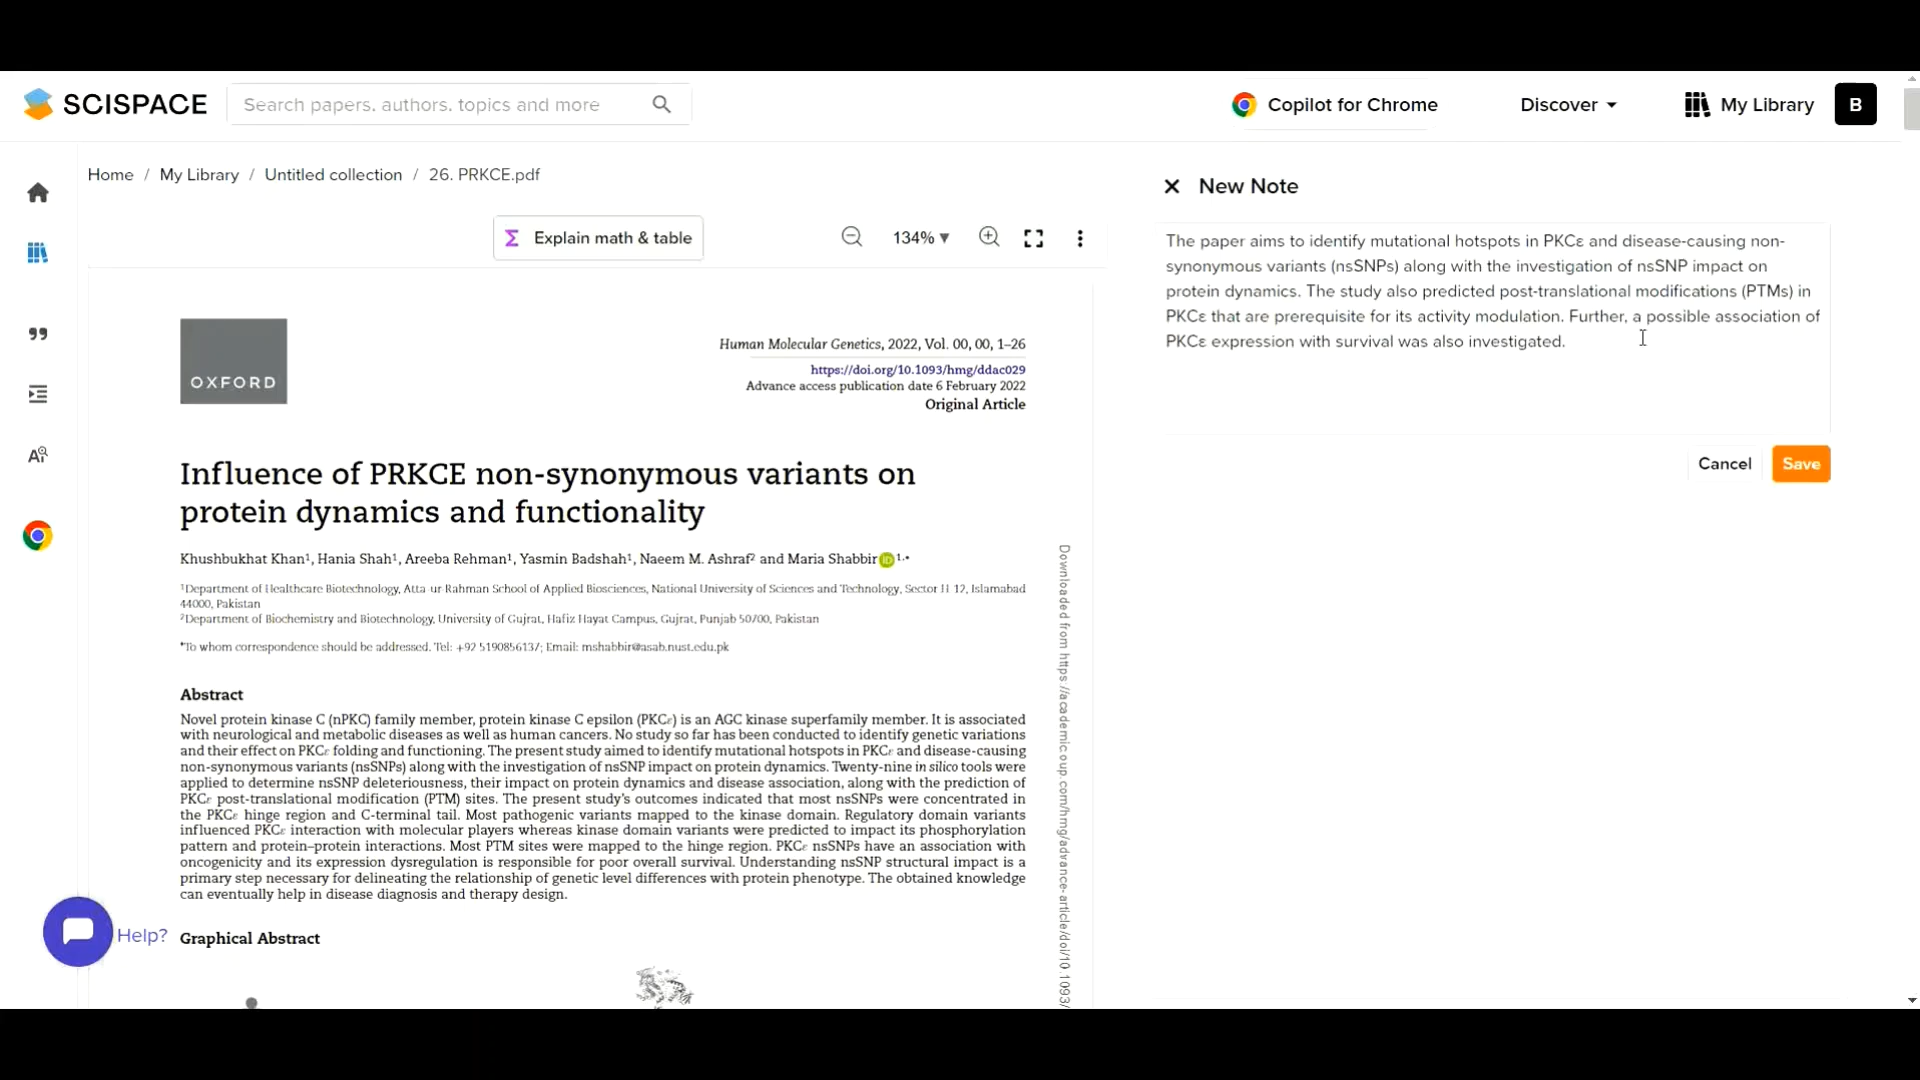 SCISPACE
Search papers, authors, topics and more
Copilot for Chrome
Discover
My Library
B
Home / My Library / Untitled collection / 26. PRKCE.pdf
Explain math & table
134%
OXFORD
Human Molecular Genetics, 2022, Vol. 00, 00, 1–26
https://doi.org/10.1093/hmg/ddac029
Advance access publication date 6 February 2022
Original Article
Influence of PRKCE non-synonymous variants on
protein dynamics and functionality
Khushbukhat Khan1, Hania Shah1, Areeba Rehman1, Yasmin Badshah1, Naeem M. Ashraf2 and Maria Shabbir iD 1,*
1Department of Healthcare Biotechnology, Atta-ur-Rahman School of Applied Biosciences, National University of Sciences and Technology, Sector H-12, Islamabad
44000, Pakistan
2Department of Biochemistry and Biotechnology, University of Gujrat, Hafiz Hayat Campus, Gujrat, Punjab 50700, Pakistan
*To whom correspondence should be addressed. Tel: +92 5190856137; Email: mshabbir@asab.nust.edu.pk
Abstract
Novel protein kinase C (nPKC) family member, protein kinase C epsilon (PKCε) is an AGC kinase superfamily member. It is associated
with neurological and metabolic diseases as well as human cancers. No study so far has been conducted to identify genetic variations
and their effect on PKCε folding and functioning. The present study aimed to identify mutational hotspots in PKCε and disease-causing
non-synonymous variants (nsSNPs) along with the investigation of nsSNP impact on protein dynamics. Twenty-nine in silico tools were
applied to determine nsSNP deleteriousness, their impact on protein dynamics and disease association, along with the prediction of
PKCε post-translational modification (PTM) sites. The present study's outcomes indicated that most nsSNPs were concentrated in
the PKCε hinge region and C-terminal tail. Most pathogenic variants mapped to the kinase domain. Regulatory domain variants
influenced PKCε interaction with molecular players whereas kinase domain variants were predicted to impact its phosphorylation
pattern and protein–protein interactions. Most PTM sites were mapped to the hinge region. PKCε nsSNPs have an association with
oncogenicity and its expression dysregulation is responsible for poor overall survival. Understanding nsSNP structural impact is a
primary step necessary for delineating the relationship of genetic level differences with protein phenotype. The obtained knowledge
can eventually help in disease diagnosis and therapy design.
Graphical Abstract
Downloaded from https://academic.oup.com/hmg/advance-article/doi/10.1093/
Help?
New Note
The paper aims to identify mutational hotspots in PKCε and disease-causing non-
synonymous variants (nsSNPs) along with the investigation of nsSNP impact on
protein dynamics. The study also predicted post-translational modifications (PTMs) in
PKCε that are prerequisite for its activity modulation. Further, a possible association of
PKCε expression with survival was also investigated.
Cancel
Save